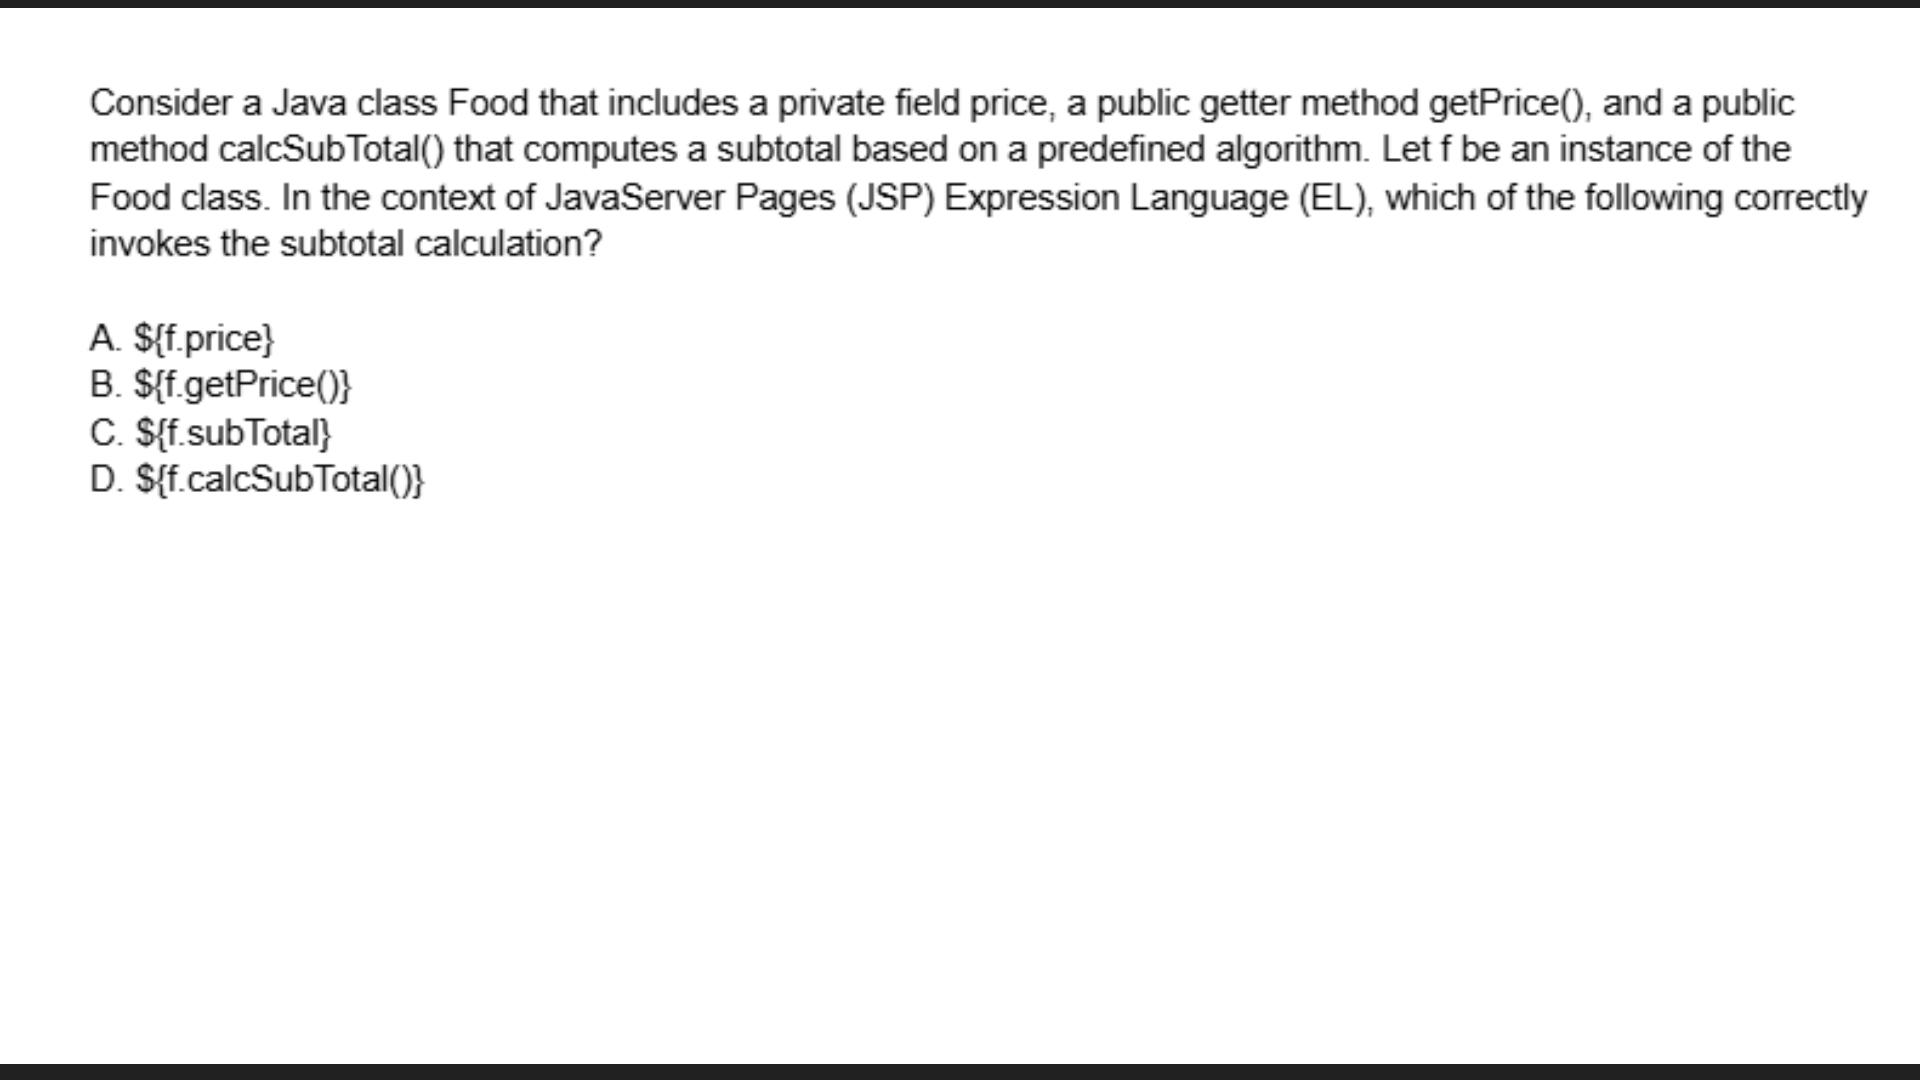 Consider a Java class Food that includes a private field price, a public getter method getPrice(), and a public
method calcSubTotal() that computes a subtotal based on a predefined algorithm. Let f be an instance of the
Food class. In the context of JavaServer Pages (JSP) Expression Language (EL), which of the following correctly
invokes the subtotal calculation?
A. ${f.price}
B. ${f.getPrice()}
C. ${f.subTotal}
D. ${f.calcSubTotal()}